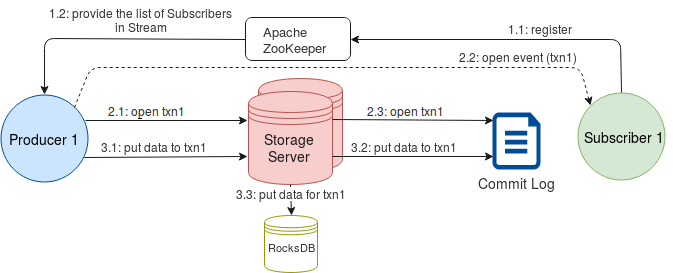 1.2: provide the list of Subscribers
in Stream
Apache
ZooKeeper
1.1: register
2.2: open event (txn1)
Producer 1
2.1: open txn1
3.1: put data to txn1
Storage
Server
2.3: open txn1
3.2: put data to txn1
Commit Log
Subscriber 1
3.3: put data for txn1
RocksDB